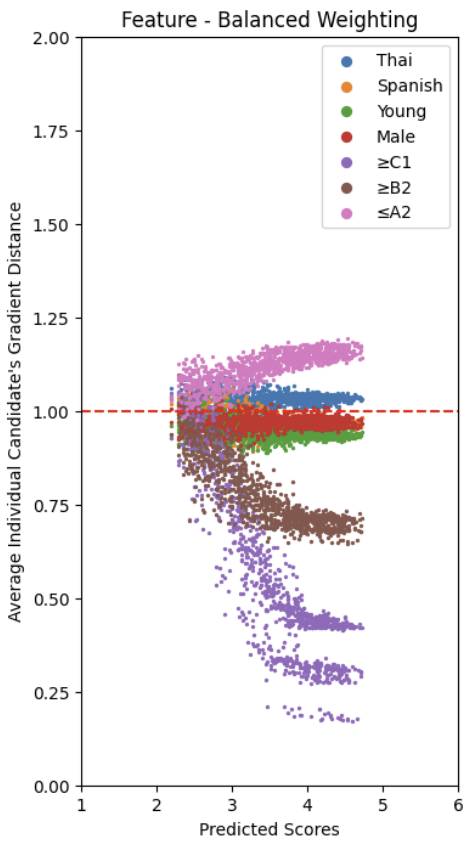 Feature - Balanced Weighting
2.00
1.75
1.50
1.25
1.00
0.75
0.50
0.25
0.00
Average Individual Candidate's Gradient Distance
Thai
Spanish
Young
Male
≥C1
≥B2
≤A2
1 2 3 4 5 6
Predicted Scores